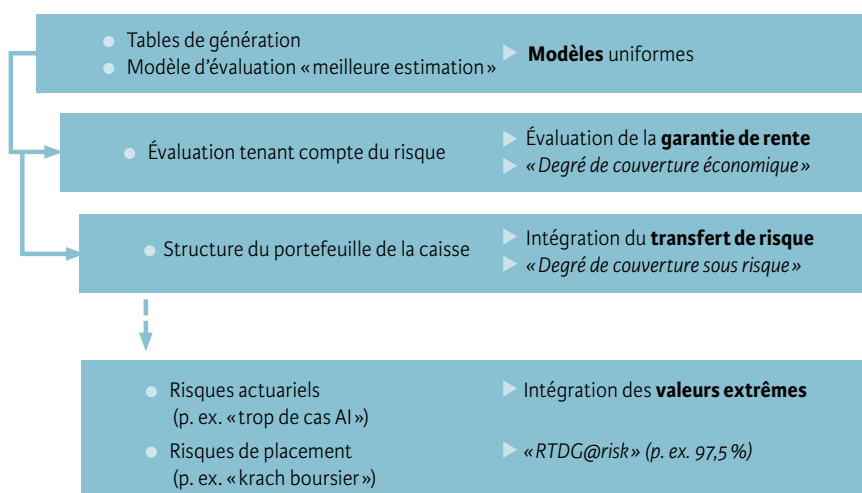 Tables de génération
Modèle d'évaluation «meilleure estimation»
Modèles uniformes
Évaluation tenant compte du risque
Évaluation de la garantie de rente
«Degré de couverture économique»
Structure du portefeuille de la caisse
Intégration du transfert de risque
«Degré de couverture sous risque»
Risques actuariels
(p. ex. «trop de cas AI»)
Intégration des valeurs extrêmes
Risques de placement
(p. ex. «krach boursier»)
«RTDG@risk» (p. ex. 97,5 %)